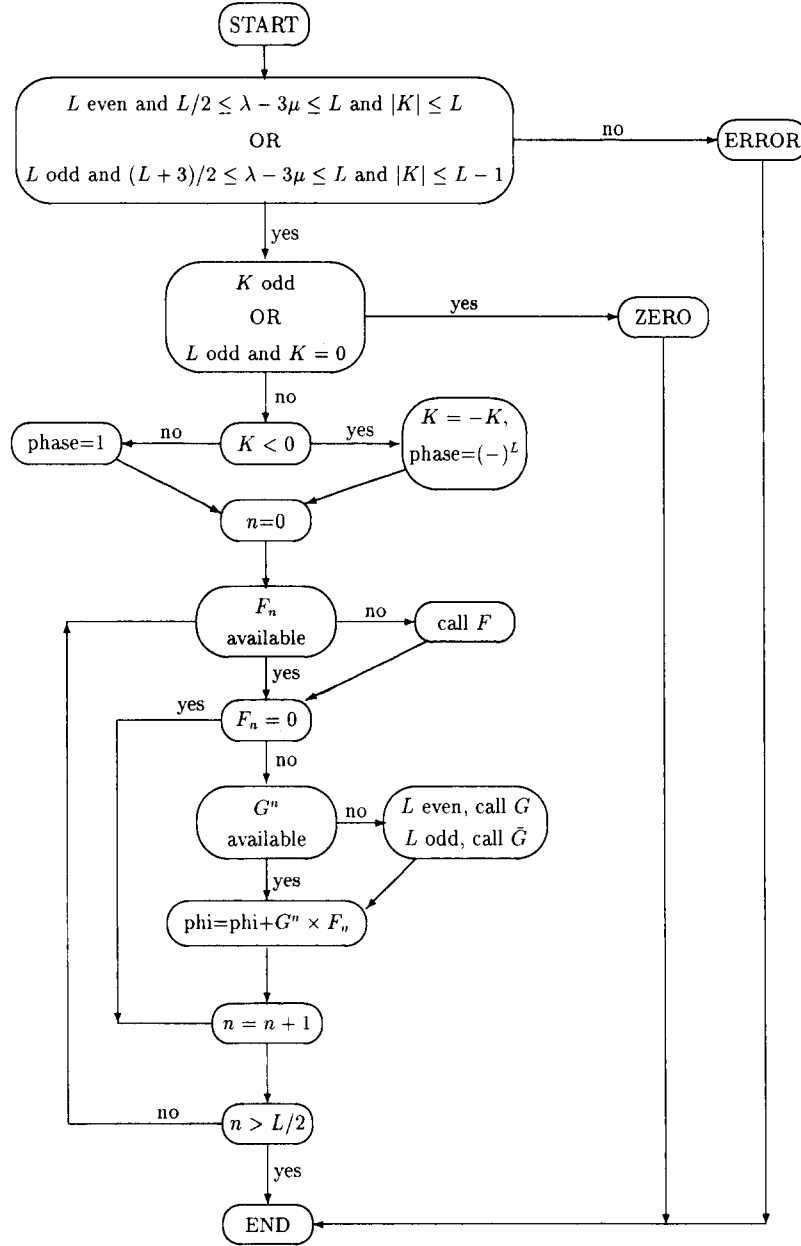 START
L even and L/2 ≤ λ − 3μ ≤ L and |K| ≤ L
OR
L odd and (L + 3)/2 ≤ λ − 3μ ≤ L and |K| ≤ L − 1
no
ERROR
yes
K odd
OR
L odd and K = 0
yes
ZERO
no
phase=1
no
K < 0
yes
K = −K,
phase=(−)^L
n=0
F_n
available
no
call F
yes
yes
F_n = 0
no
G^n
available
no
L even, call G
L odd, call Ḡ
yes
phi=phi+G^n × F_n
n = n + 1
no
n > L/2
yes
END